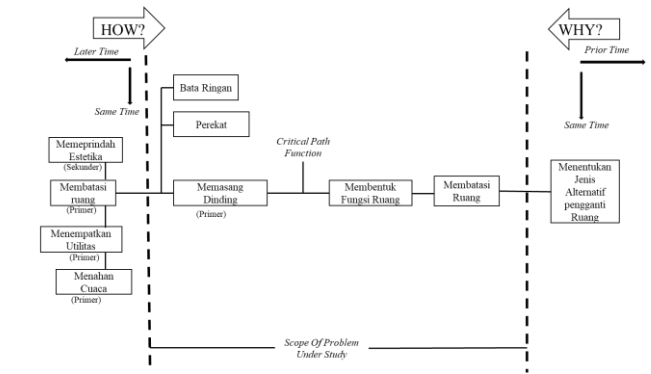 HOW?
WHY?
Later Time
Prior Time
Same Time
Same Time
Bata Ringan
Perekat
Critical Path
Function
Memeprindah
Estetika
(Sekunder)
Membatasi
ruang
(Primer)
Menempatkan
Utilitas
(Primer)
Menahan
Cuaca
(Primer)
Memasang
Dinding
(Primer)
Membentuk
Fungsi Ruang
Membatasi
Ruang
Menentukan
Jenis
Alternatif
pengganti
Ruang
Scope Of Problem
Under Study